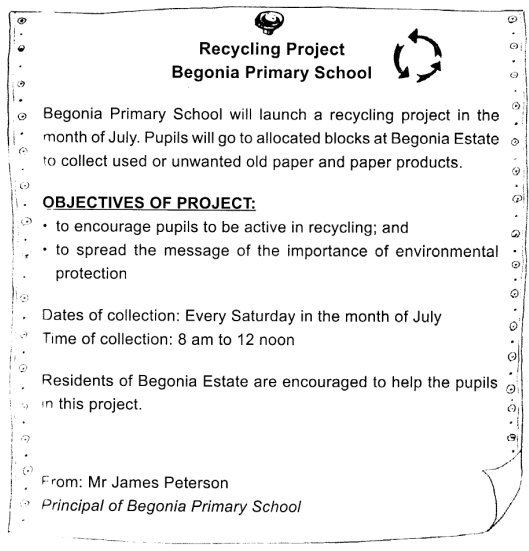 Recycling Project
Begonia Primary School
Begonia Primary School will launch a recycling project in the
month of July. Pupils will go to allocated blocks at Begonia Estate
to collect used or unwanted old paper and paper products.
OBJECTIVES OF PROJECT:
• to encourage pupils to be active in recycling; and
• to spread the message of the importance of environmental
protection
Dates of collection: Every Saturday in the month of July
Time of collection: 8 am to 12 noon
Residents of Begonia Estate are encouraged to help the pupils
in this project.
From: Mr James Peterson
Principal of Begonia Primary School